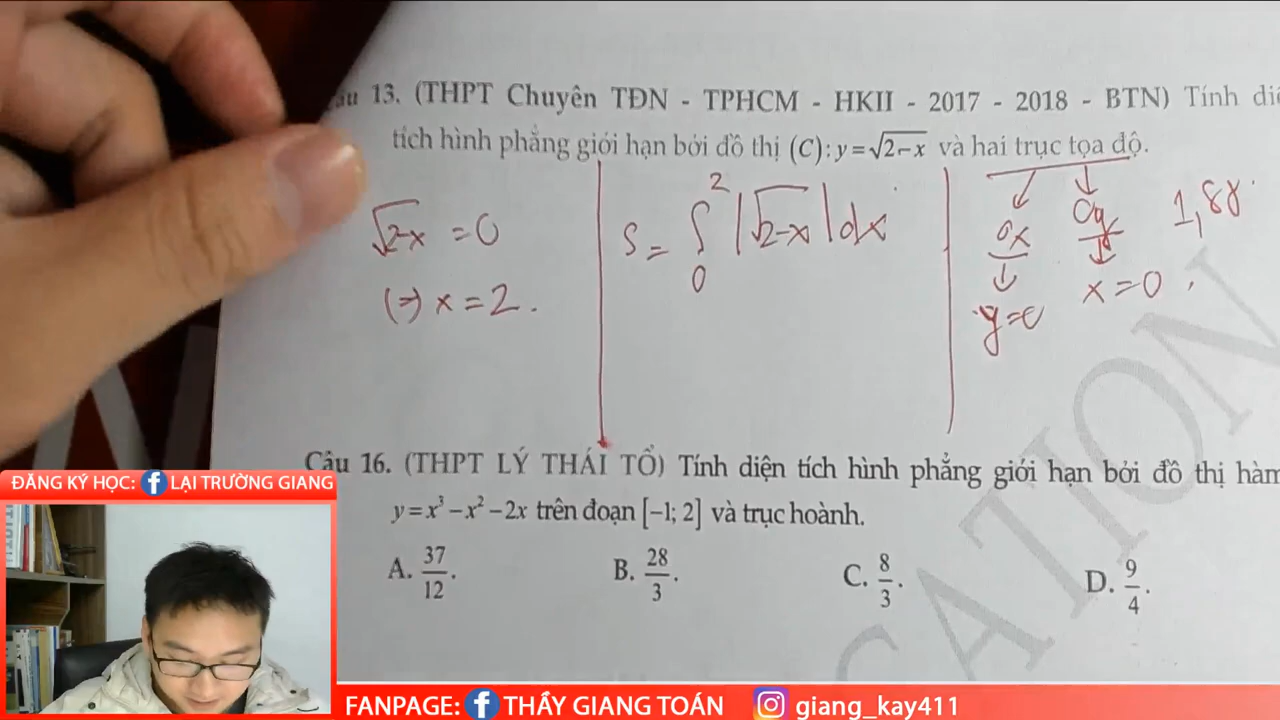 Câu 13. (THPT Chuyên TĐN - TPHCM - HKII - 2017 - 2018 - BTN) Tính diệ
tích hình phẳng giới hạn bởi đồ thị (C): y = √(2-x) và hai trục tọa độ.
√(2-x) = 0
(=) x = 2.
S = ∫₀² |√(2-x)| dx
Ox
y=0
Oy
x=0,
1,88
Câu 16. (THPT LÝ THÁI TỔ) Tính diện tích hình phẳng giới hạn bởi đồ thị hàm
y = x³ - x² - 2x trên đoạn [-1; 2] và trục hoành.
A. 37/12. B. 28/3. C. 8/3. D. 9/4.
CATION
ĐĂNG KÝ HỌC: LẠI TRƯỜNG GIANG
FANPAGE: THẦY GIANG TOÁN giang_kay411